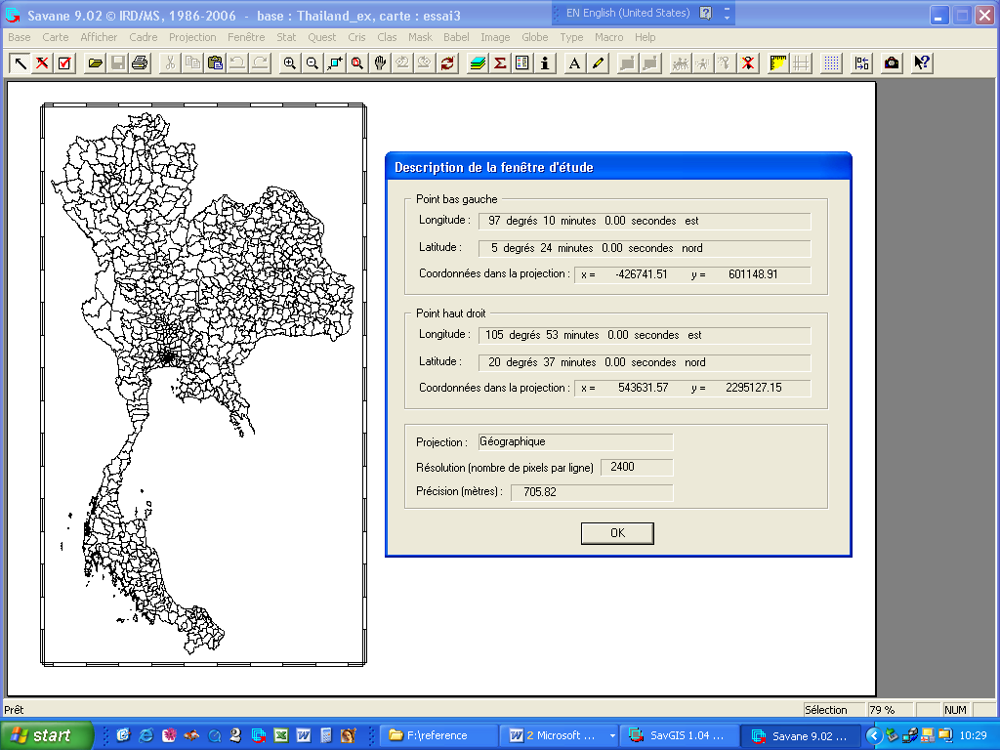 Savane 9.02 © IRD/MS, 1986-2006 - base : Thailand_ex, carte : essai3
EN English (United States)
Base Carte Afficher Cadre Projection Fenêtre Stat Quest Cris Clas Mask Babel Image Globe Type Macro Help
Description de la fenêtre d'étude
Point bas gauche
Longitude : 97 degrés 10 minutes 0.00 secondes est
Latitude : 5 degrés 24 minutes 0.00 secondes nord
Coordonnées dans la projection : x = -426741.51 y = 601148.91
Point haut droit
Longitude : 105 degrés 53 minutes 0.00 secondes est
Latitude : 20 degrés 37 minutes 0.00 secondes nord
Coordonnées dans la projection : x = 543631.57 y = 2295127.15
Projection : Géographique
Résolution (nombre de pixels par ligne) 2400
Précision (mètres) : 705.82
OK
Prêt
Sélection 79 % NUM
start F:\reference 2 Microsoft ... SavGIS 1.04 ... Savane 9.02 ... 10:29